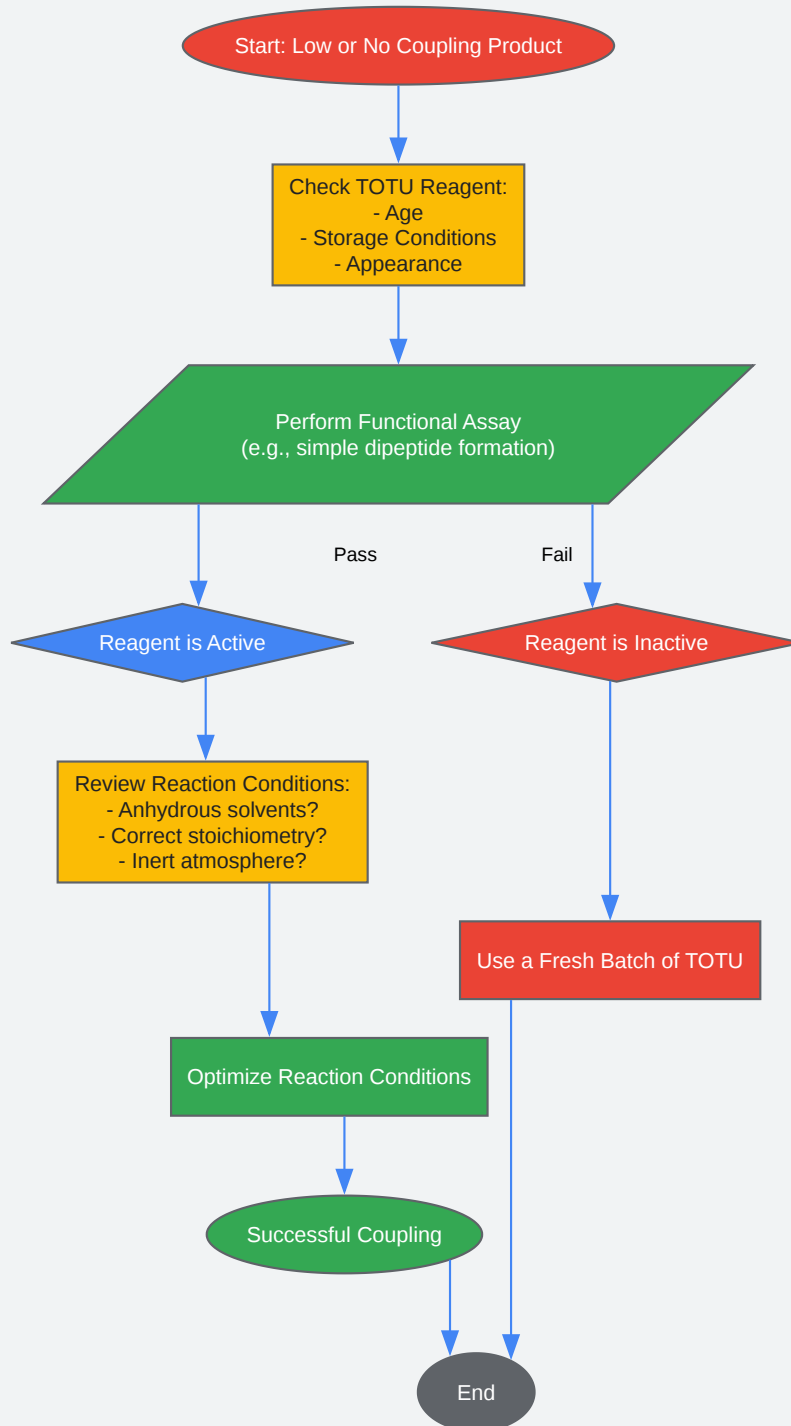 Start: Low or No Coupling Product
Check TOTU Reagent:
- Age
- Storage Conditions
- Appearance
Perform Functional Assay
(e.g., simple dipeptide formation)
Pass
Fail
Reagent is Active
Reagent is Inactive
Review Reaction Conditions:
- Anhydrous solvents?
- Correct stoichiometry?
- Inert atmosphere?
Use a Fresh Batch of TOTU
Optimize Reaction Conditions
Successful Coupling
End